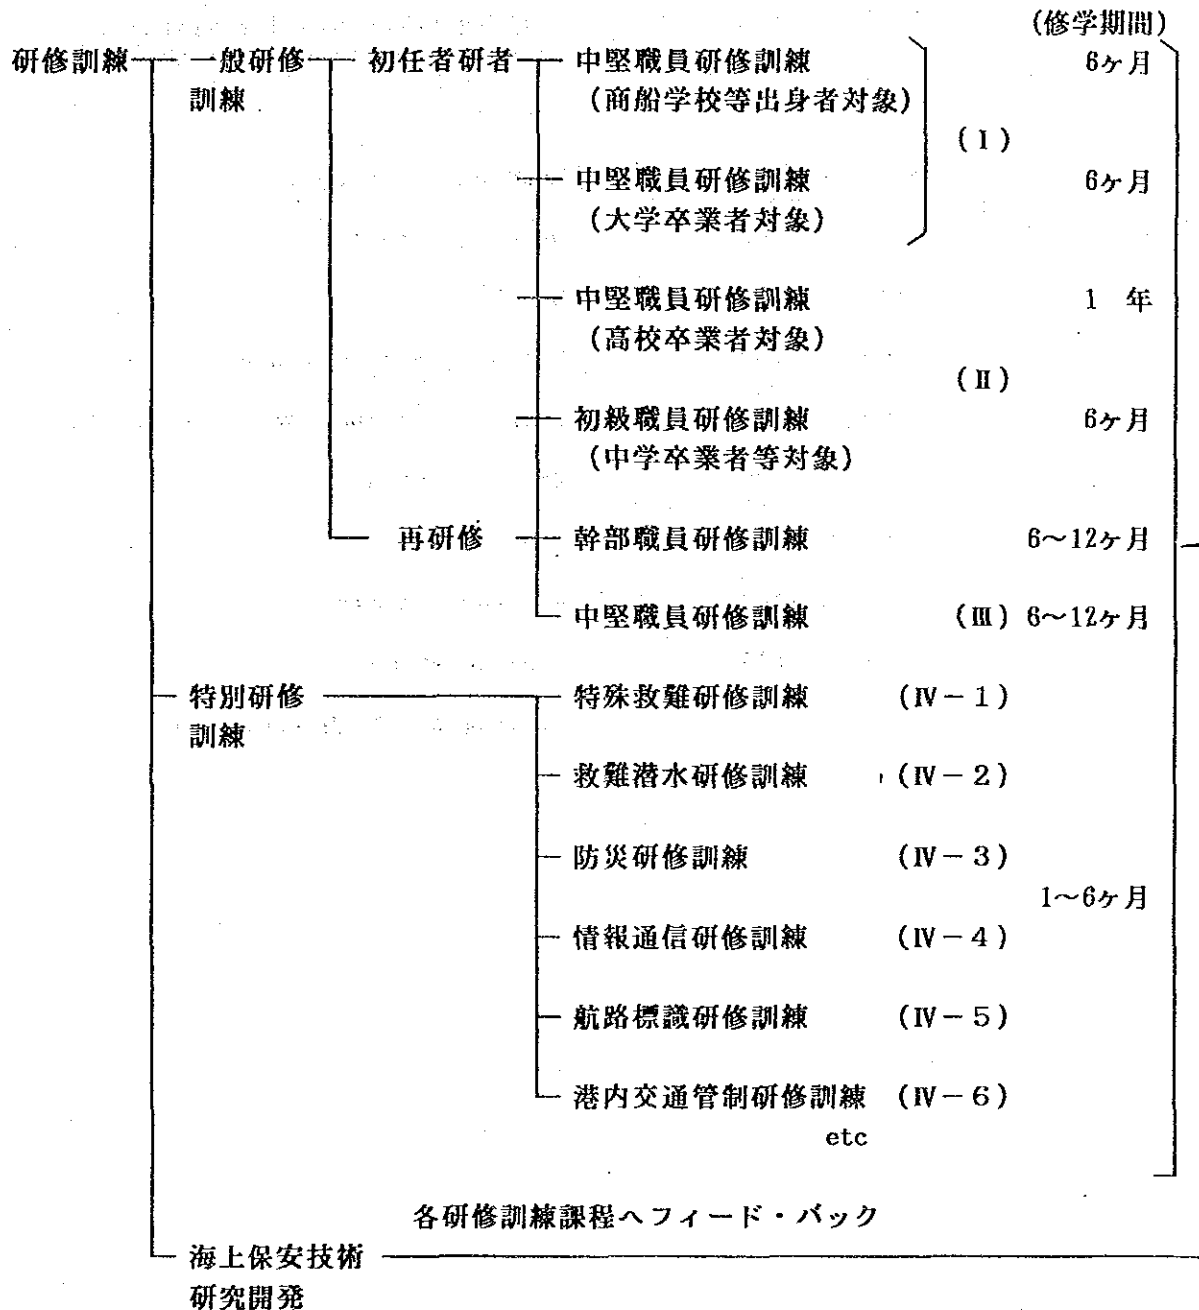 (修学期間)
研修訓練 一般研修 初任者研者 中堅職員研修訓練 6ヶ月
訓練 (商船学校等出身者対象)
(I)
中堅職員研修訓練 6ヶ月
(大学卒業者対象)
中堅職員研修訓練 1 年
(高校卒業者対象)
(II)
初級職員研修訓練 6ヶ月
(中学卒業者等対象)
再研修 幹部職員研修訓練 6〜12ヶ月
中堅職員研修訓練 (III) 6〜12ヶ月
特別研修 特殊救難研修訓練 (IV-1)
訓練
救難潜水研修訓練 (IV-2)
防災研修訓練 (IV-3)
1〜6ヶ月
情報通信研修訓練 (IV-4)
航路標識研修訓練 (IV-5)
港内交通管制研修訓練 (IV-6)
etc
各研修訓練課程へフィード・バック
海上保安技術
研究開発